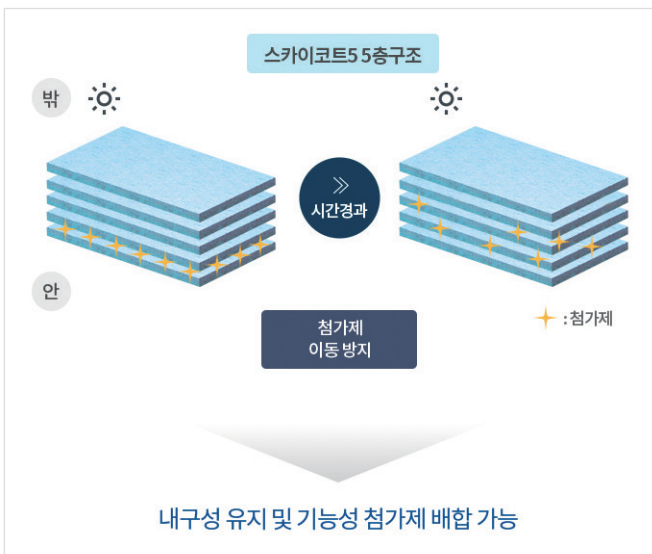 스카이코트5 5층구조
밖
시간경과
안
: 첨가제
첨가제
이동 방지
내구성 유지 및 기능성 첨가제 배합 가능